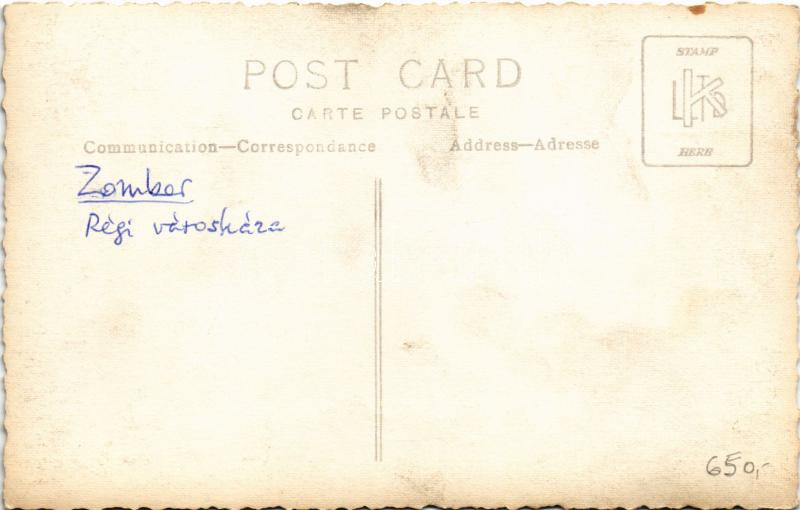 POST CARD
CARTE POSTALE
Communication—Correspondance
Address—Adresse
STAMP
HERE
Zombor
Régi városháza
650,-